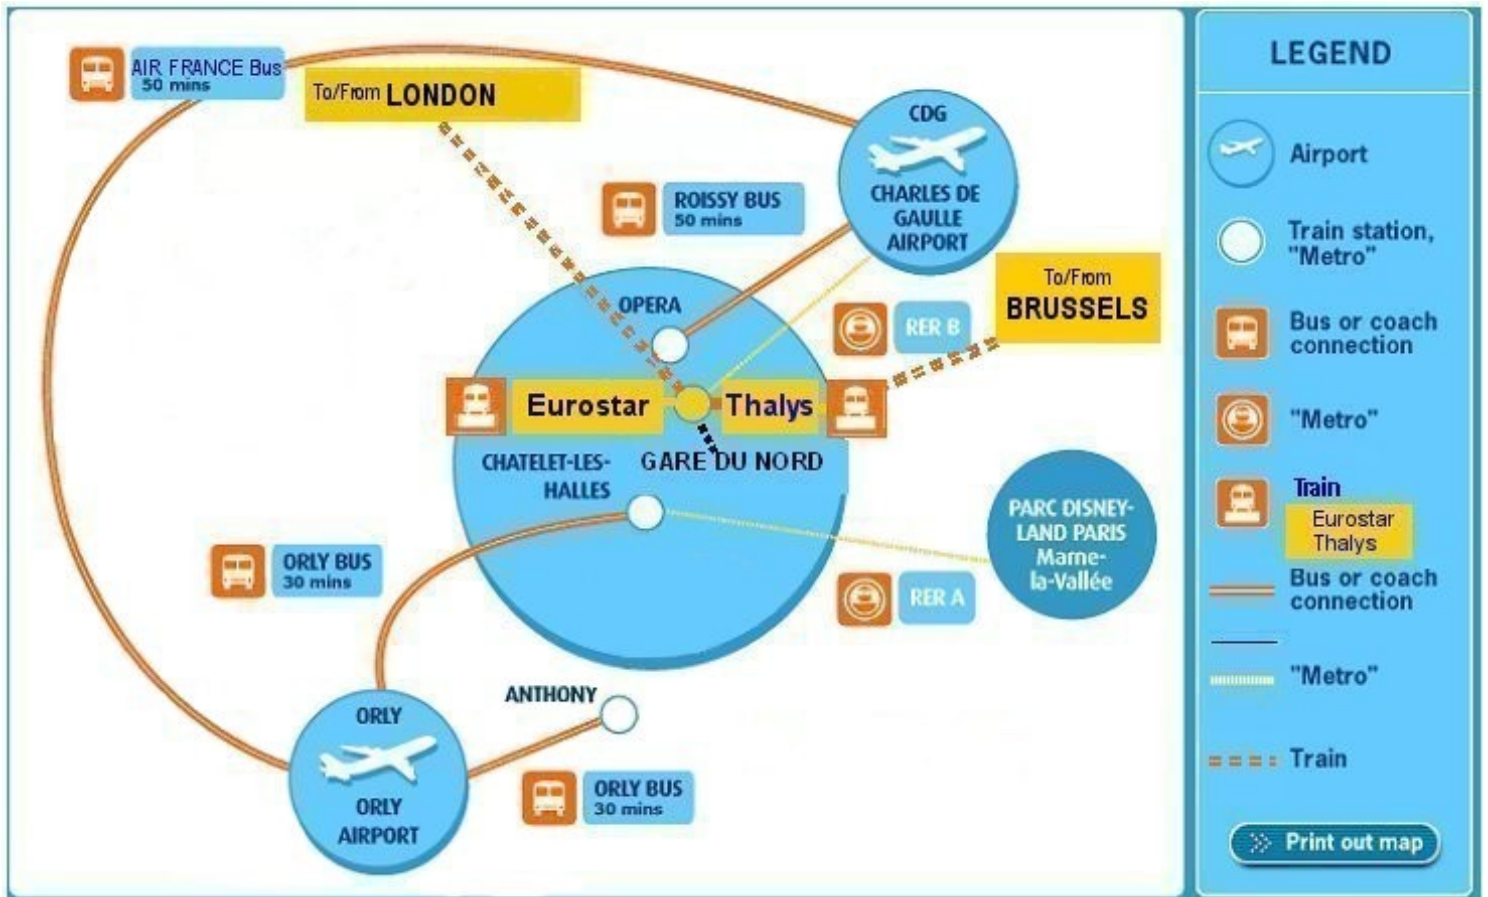 AIR FRANCE Bus
50 mins
To/From LONDON
CDG
CHARLES DE
GAULLE
AIRPORT
ROISSY BUS
50 mins
To/From
BRUSSELS
OPERA
RER B
Eurostar
Thalys
CHATELET-LES-
HALLES
GARE DU NORD
PARC DISNEY-
LAND PARIS
Marne-
la-Vallée
ORLY BUS
30 mins
RER A
ANTHONY
ORLY
ORLY
AIRPORT
ORLY BUS
30 mins
LEGEND
Airport
Train station,
"Metro"
Bus or coach
connection
"Metro"
Train
Eurostar
Thalys
Bus or coach
connection
"Metro"
Train
Print out map